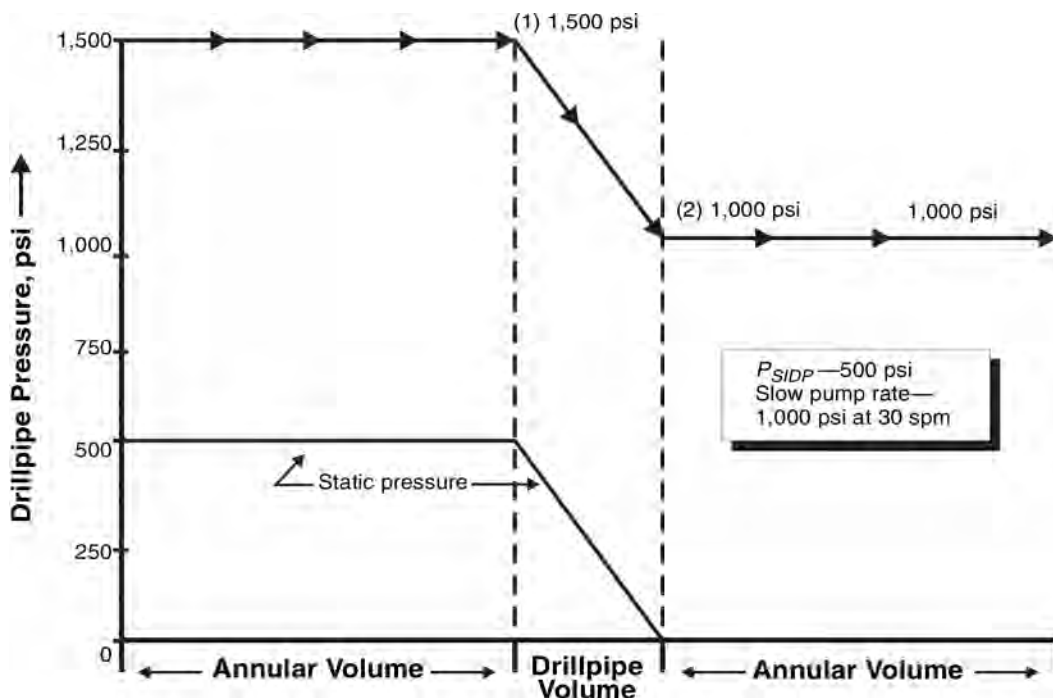 (1) 1,500 psi
1,500
1,250
(2) 1,000 psi
1,000 psi
1,000
750
500
250
0
Drillpipe Pressure, psi
PSIDP—500 psi
Slow pump rate—
1,000 psi at 30 spm
Static pressure
Annular Volume
Drillpipe
Volume
Annular Volume